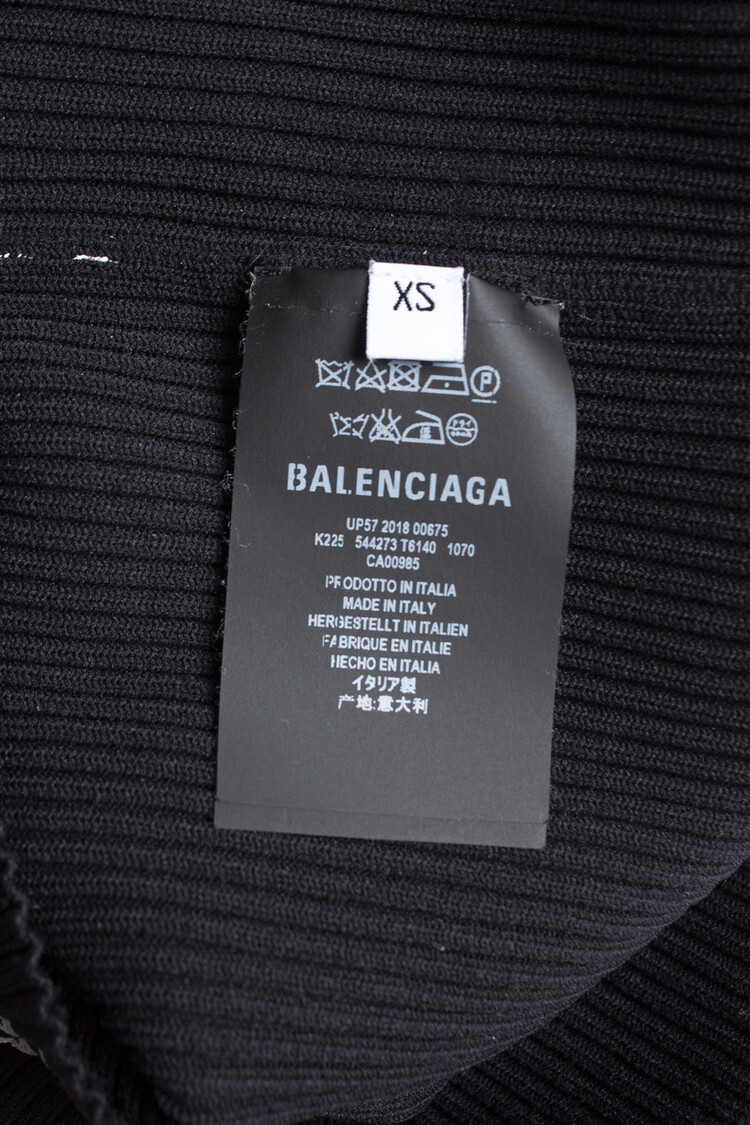 XS
P
BALENCIAGA
UP57 2018 00675
K225 544273 T6140 1070
CA00985
PRODOTTO IN ITALIA
MADE IN ITALY
HERGESTELLT IN ITALIEN
FABRIQUE EN ITALIE
HECHO EN ITALIA
イタリア製
产地:意大利